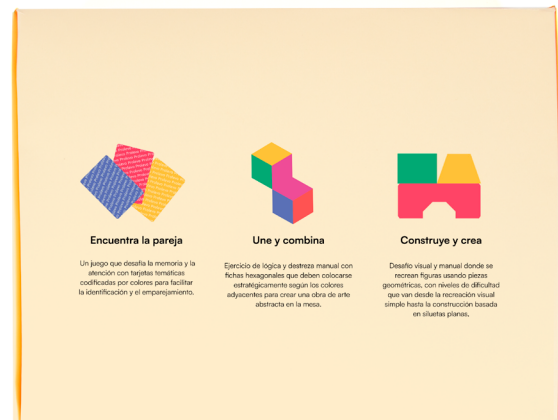 Encuentra la pareja
Un juego que desafía la memoria y la
atención con tarjetas temáticas
codificadas por colores para facilitar
la identificación y el emparejamiento.
Une y combina
Ejercicio de lógica y destreza manual con
fichas hexagonales que deben colocarse
estratégicamente según los colores
adyacentes para crear una obra de arte
abstracta en la mesa.
Construye y crea
Desafío visual y manual donde se
recrean figuras usando piezas
geométricas, con niveles de dificultad
que van desde la recreación visual
simple hasta la construcción basada
en siluetas planas.